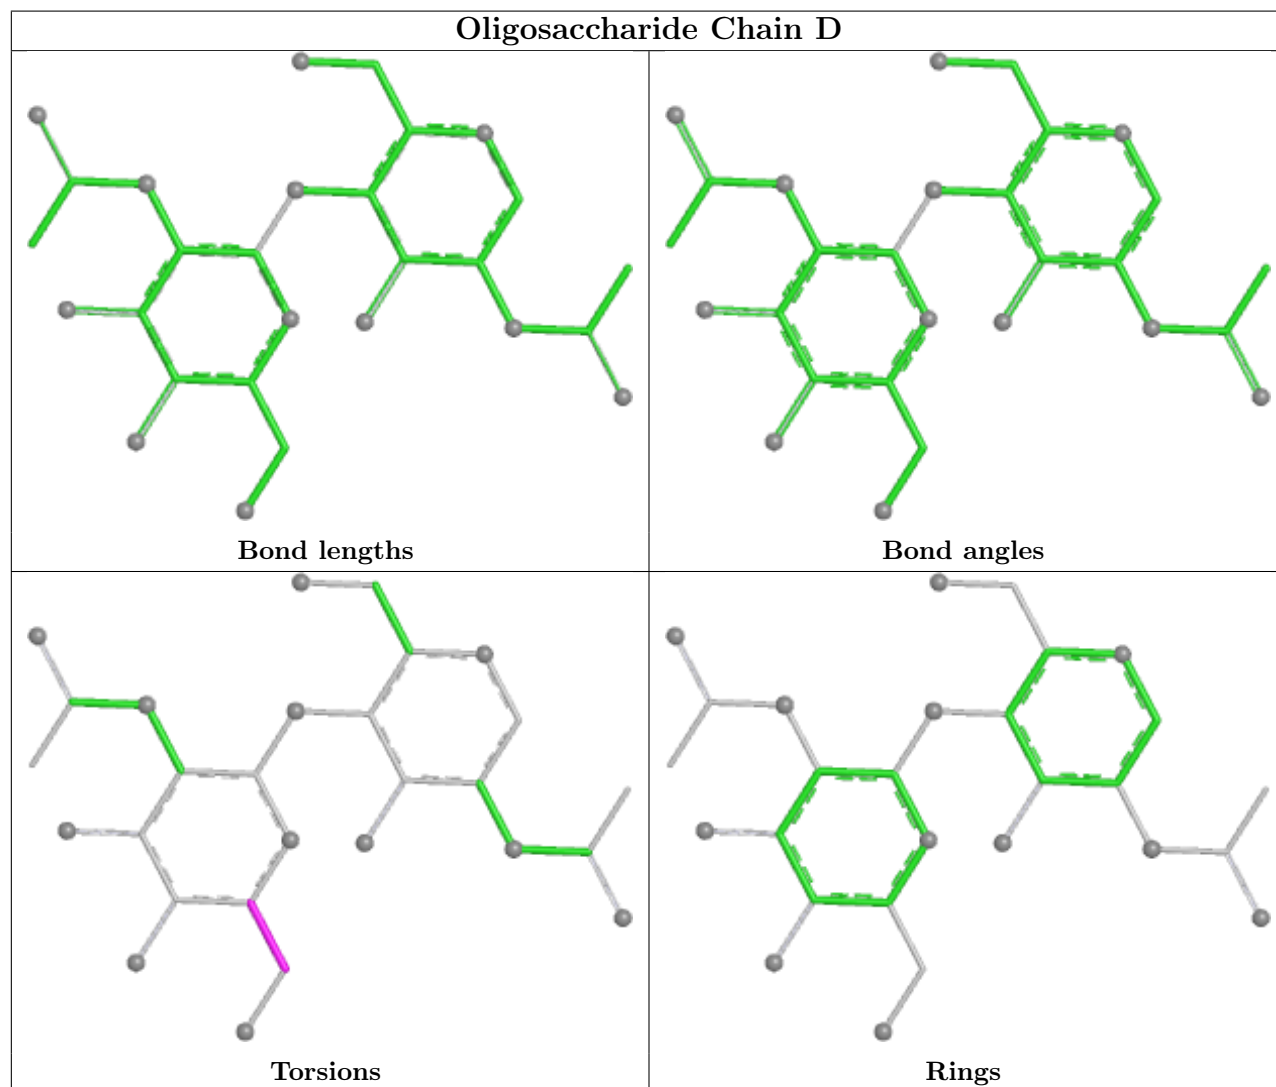 Oligosaccharide Chain D
Bond lengths
Bond angles
Torsions
Rings